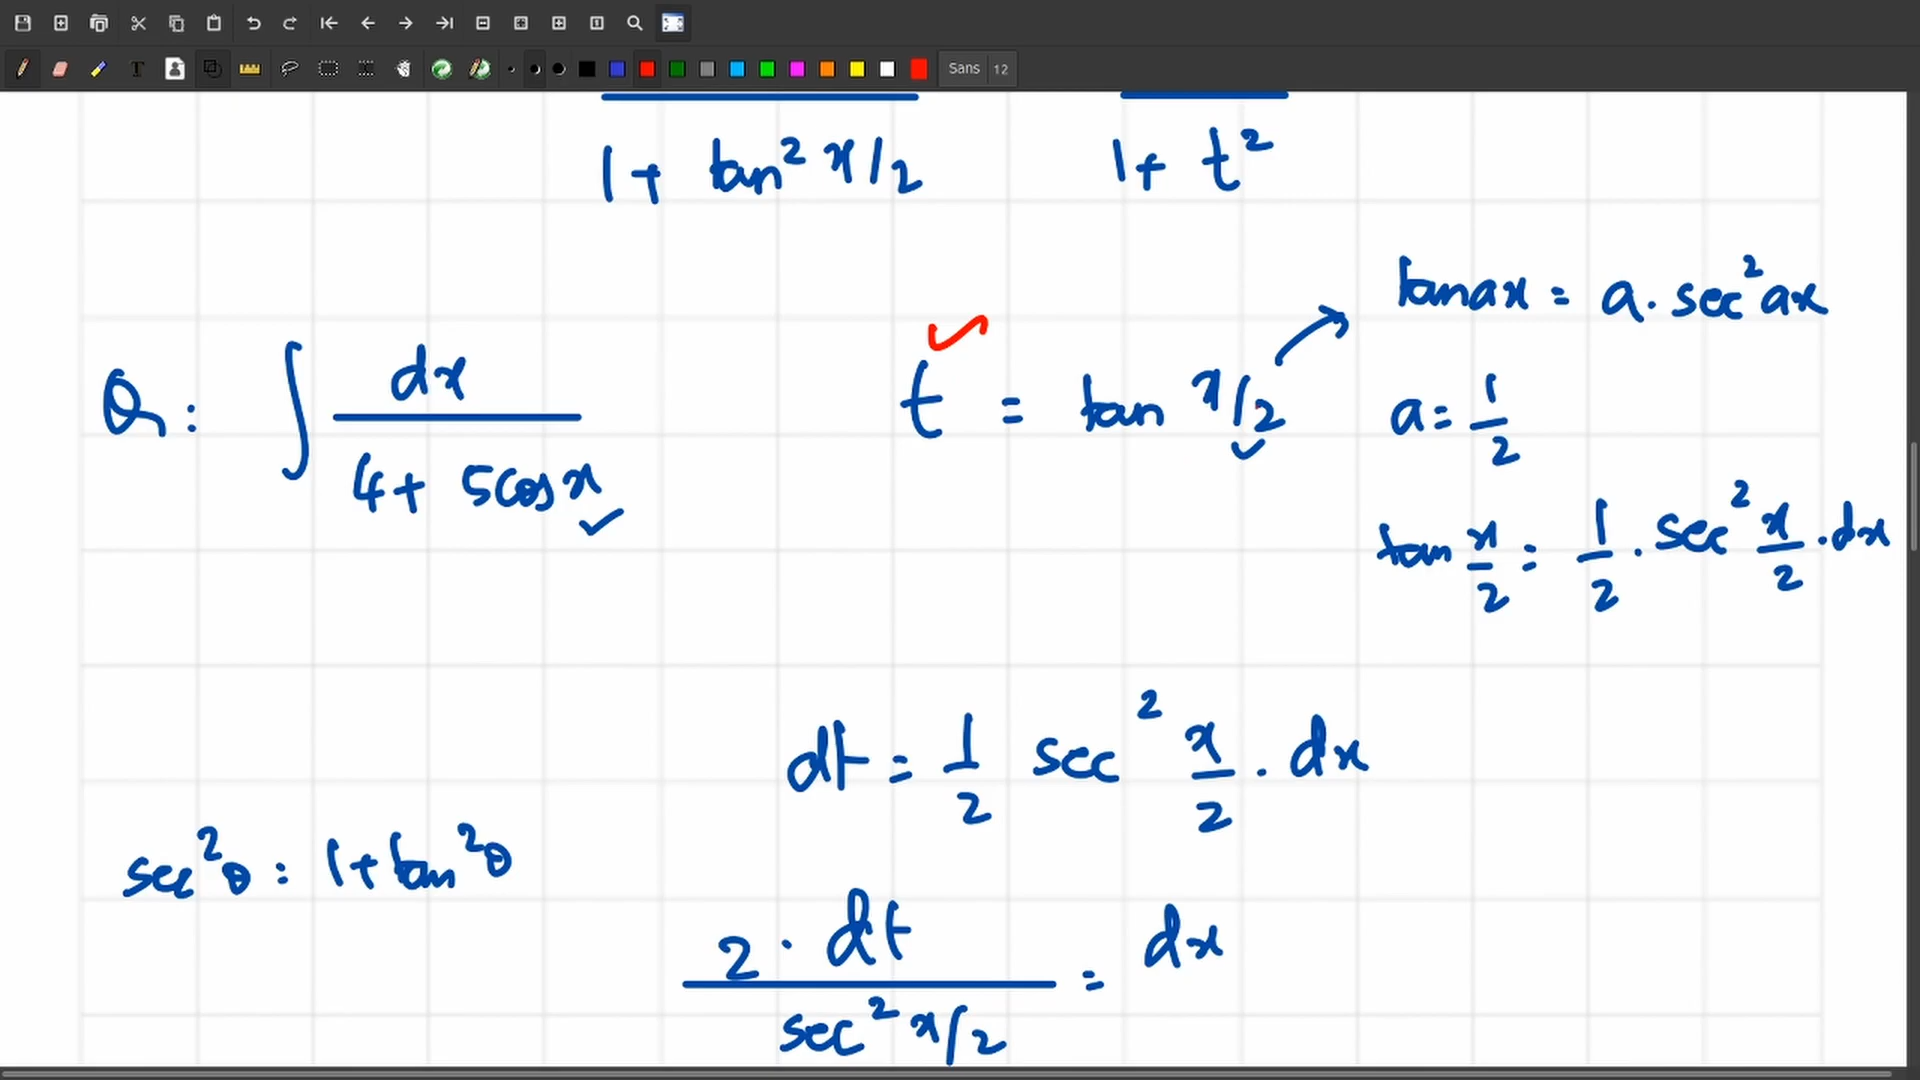 Sans 12
1 + tan² x/2
1 + t²
tan ax = a. sec² ax
Q: ∫ dx / 4 + 5cosx
t = tan x/2
a = 1/2
tan x/2 = 1/2 . sec² x/2 . dx
dt = 1/2 sec² x/2 . dx
sec²θ = 1 + tan²θ
2 . dt / sec² x/2 = dx